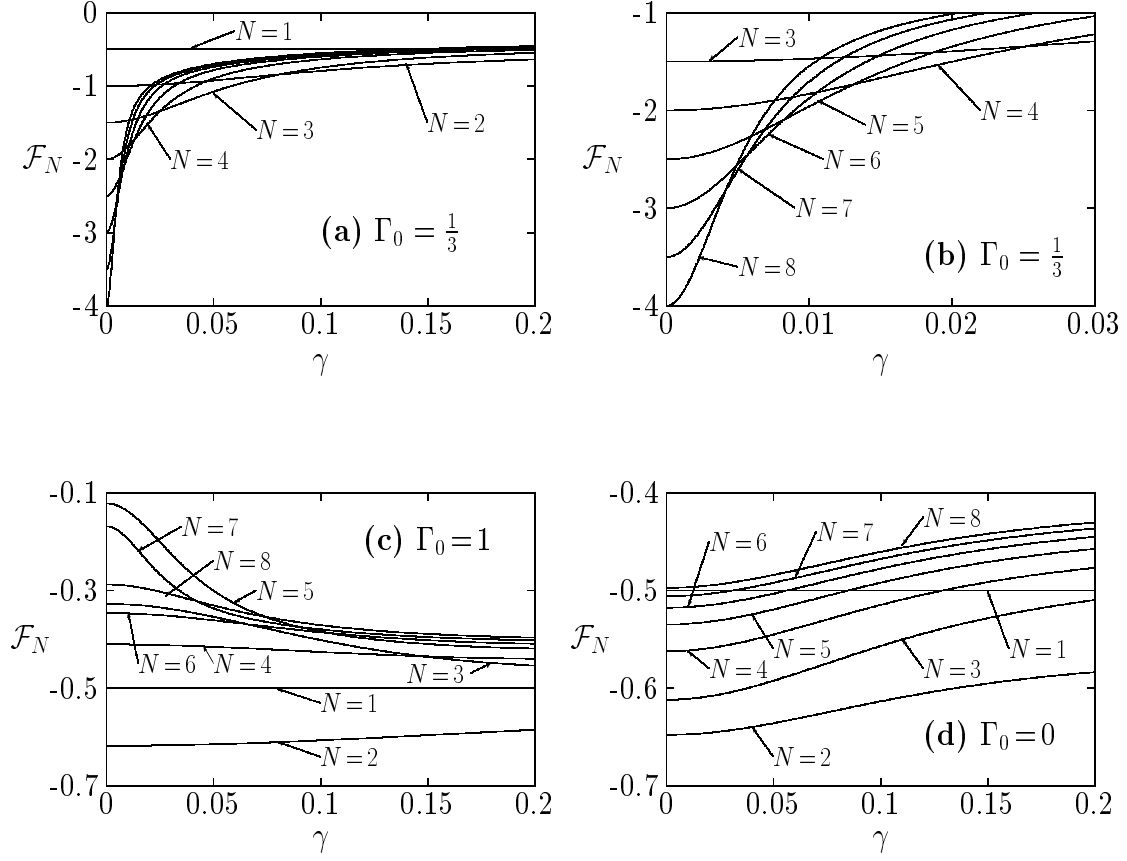 0
-1
-2
-3
-4
𝓕_N
N=1
N=2
N=3
N=4
(a) Γ₀ = 1/3
0
0.05
0.1
0.15
0.2
γ
-1
-2
-3
-4
𝓕_N
N=3
N=4
N=5
N=6
N=7
N=8
(b) Γ₀ = 1/3
0
0.01
0.02
0.03
γ
-0.1
-0.3
-0.5
-0.7
𝓕_N
N=7
(c) Γ₀=1
N=8
N=5
N=6
N=4
N=3
N=1
N=2
0
0.05
0.1
0.15
0.2
γ
-0.4
-0.5
-0.6
-0.7
𝓕_N
N=8
N=7
N=6
N=5
N=1
N=4
N=3
N=2
(d) Γ₀=0
0
0.05
0.1
0.15
0.2
γ